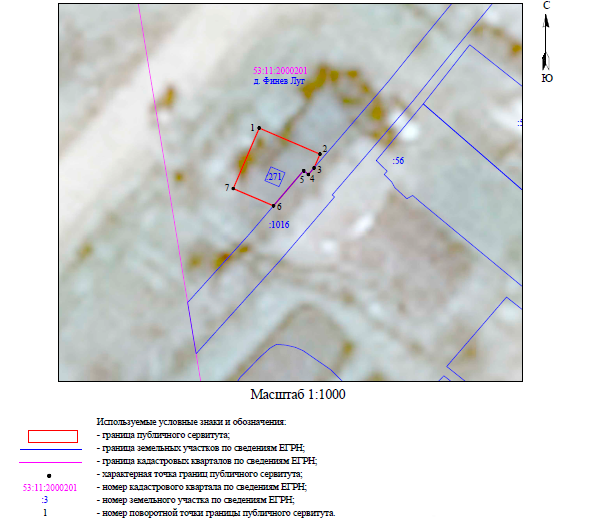 С
Ю
53:11:2000201
д. Финев Луг
1
2
3
4
5
6
7
:271
:56
:1016
Масштаб 1:1000
Используемые условные знаки и обозначения:
- граница публичного сервитута;
- граница земельных участков по сведениям ЕГРН;
- граница кадастровых кварталов по сведениям ЕГРН;
- характерная точка границ публичного сервитута;
53:11:2000201 - номер кадастрового квартала по сведениям ЕГРН;
:3 - номер земельного участка по сведениям ЕГРН;
1 - номер поворотной точки границы публичного сервитута.